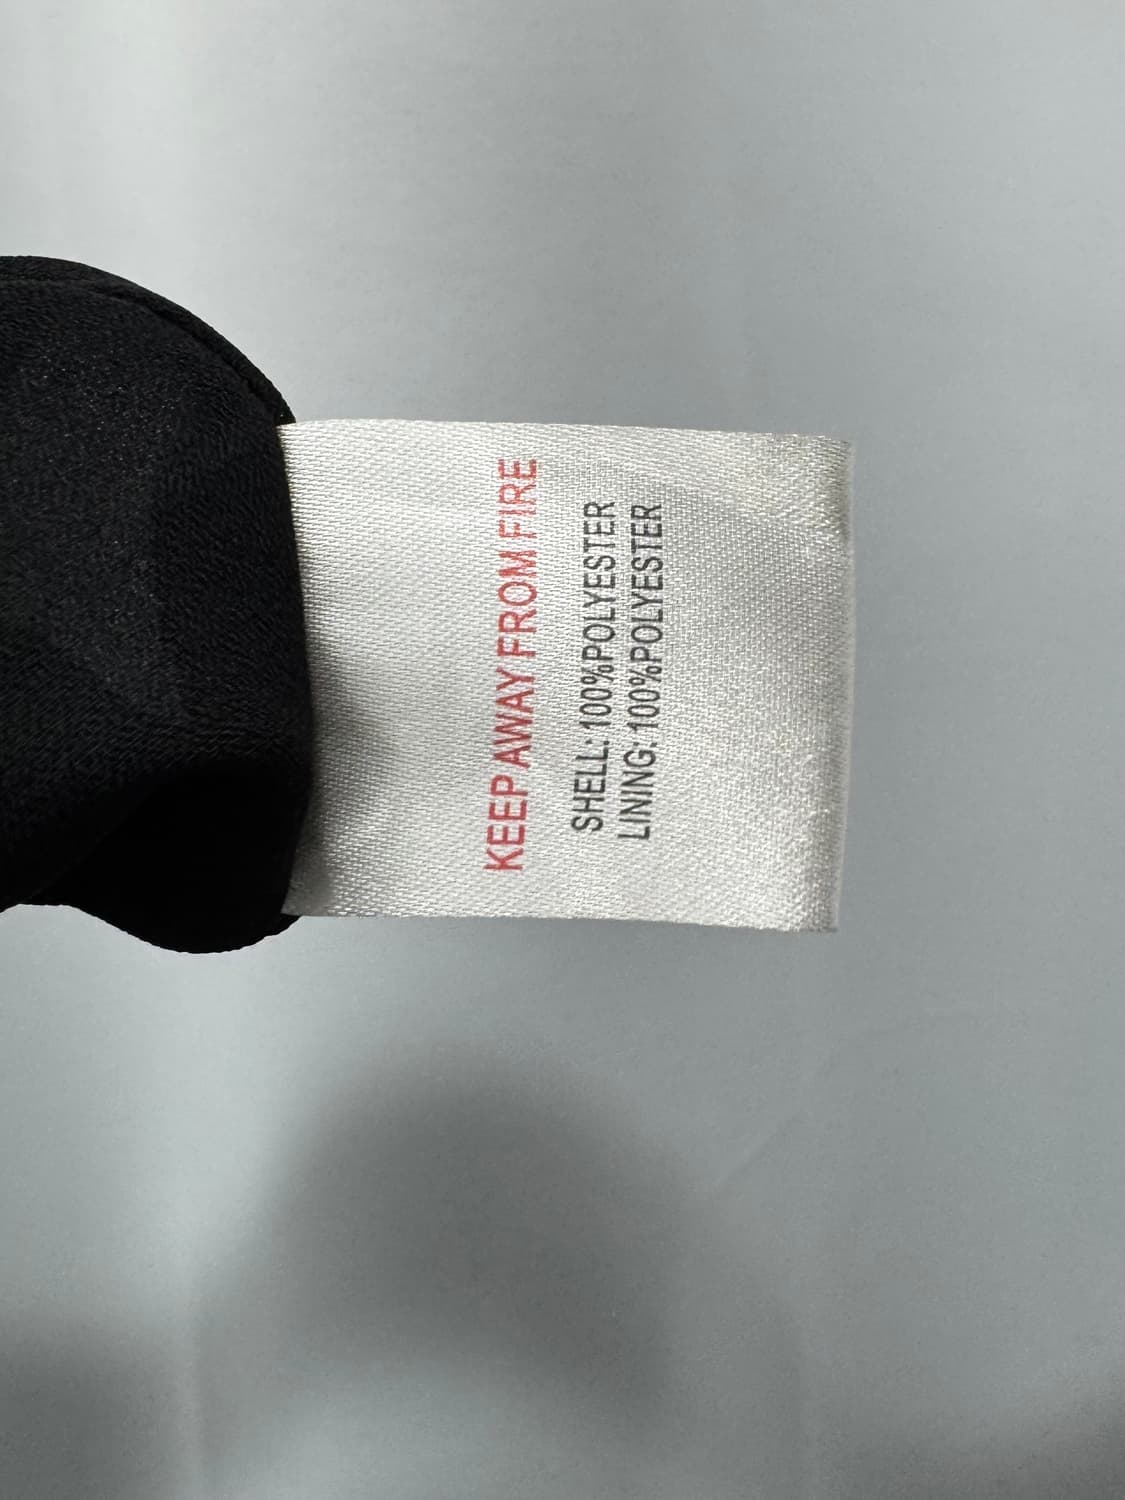 KEEP AWAY FROM FIRE
SHELL: 100%POLYESTER
LINING: 100%POLYESTER